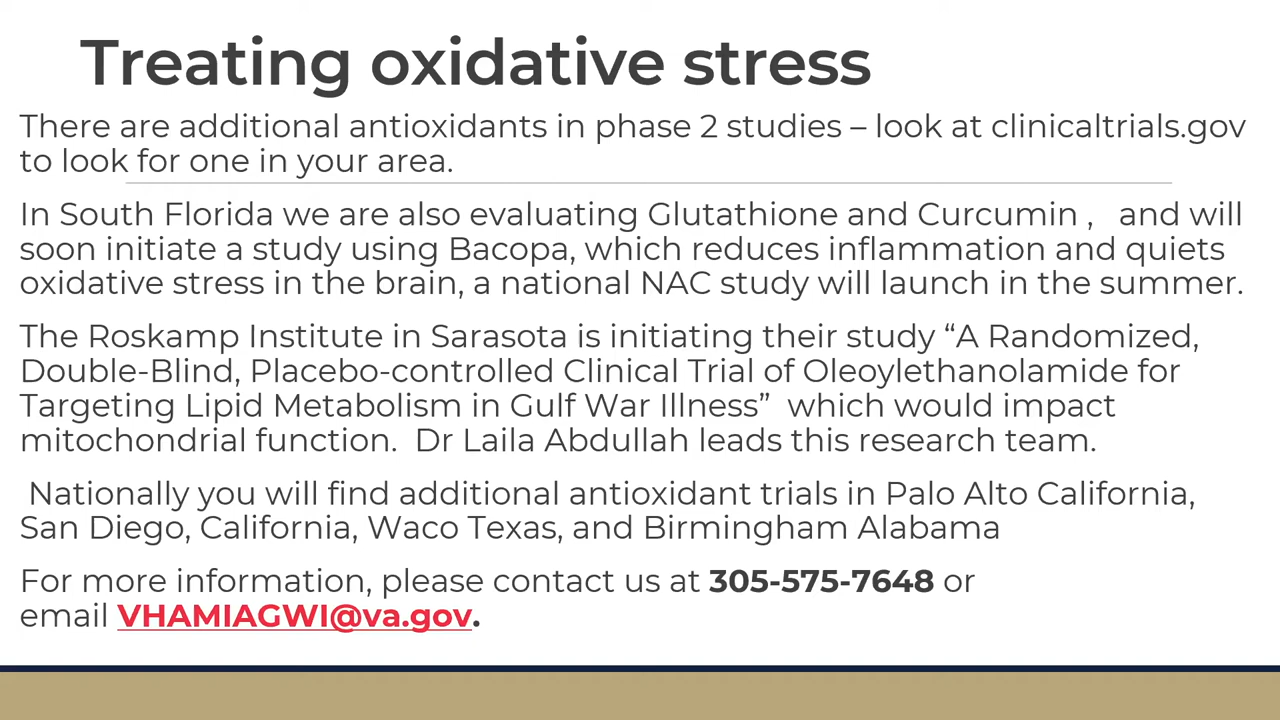 Treating oxidative stress
There are additional antioxidants in phase 2 studies – look at clinicaltrials.gov
to look for one in your area.
In South Florida we are also evaluating Glutathione and Curcumin ,   and will
soon initiate a study using Bacopa, which reduces inflammation and quiets
oxidative stress in the brain, a national NAC study will launch in the summer.
The Roskamp Institute in Sarasota is initiating their study “A Randomized,
Double-Blind, Placebo-controlled Clinical Trial of Oleoylethanolamide for
Targeting Lipid Metabolism in Gulf War Illness”  which would impact
mitochondrial function.  Dr Laila Abdullah leads this research team.
Nationally you will find additional antioxidant trials in Palo Alto California,
San Diego, California, Waco Texas, and Birmingham Alabama
For more information, please contact us at 305-575-7648 or
email VHAMIAGWI@va.gov.